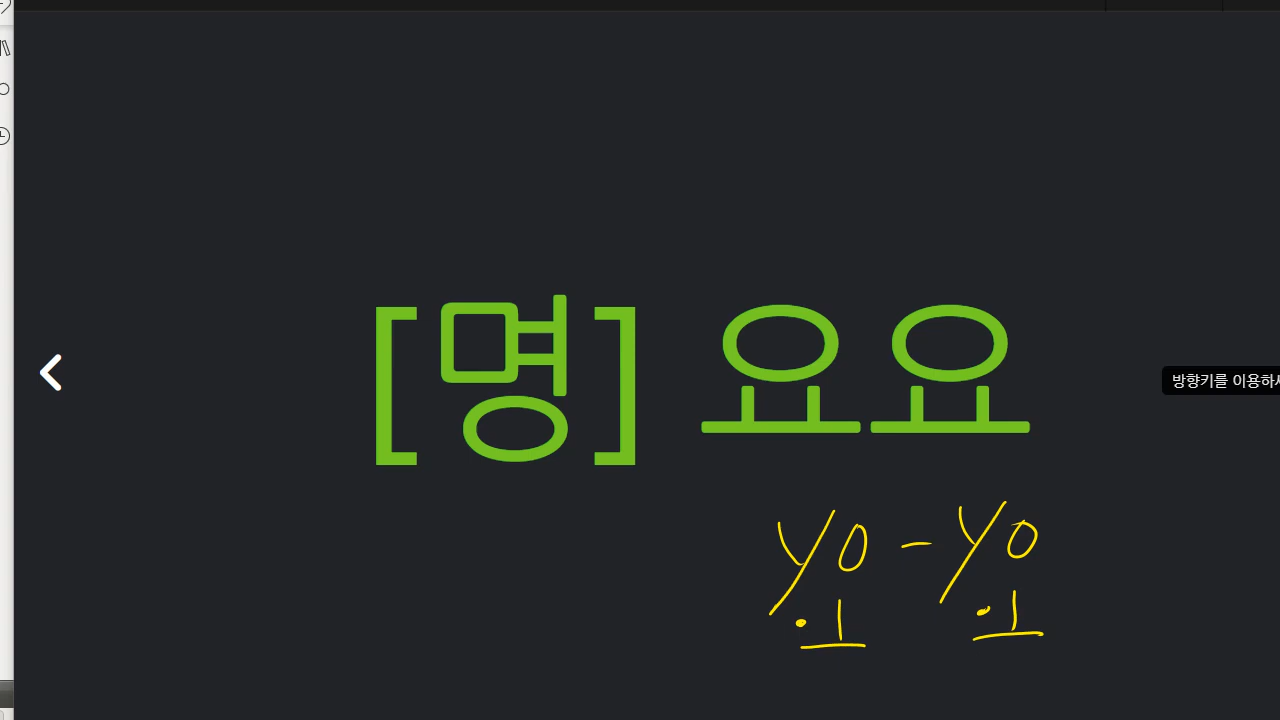 [명] 요요
방향키를 이용하
yo - yo
·ㅗ ·ㅗ